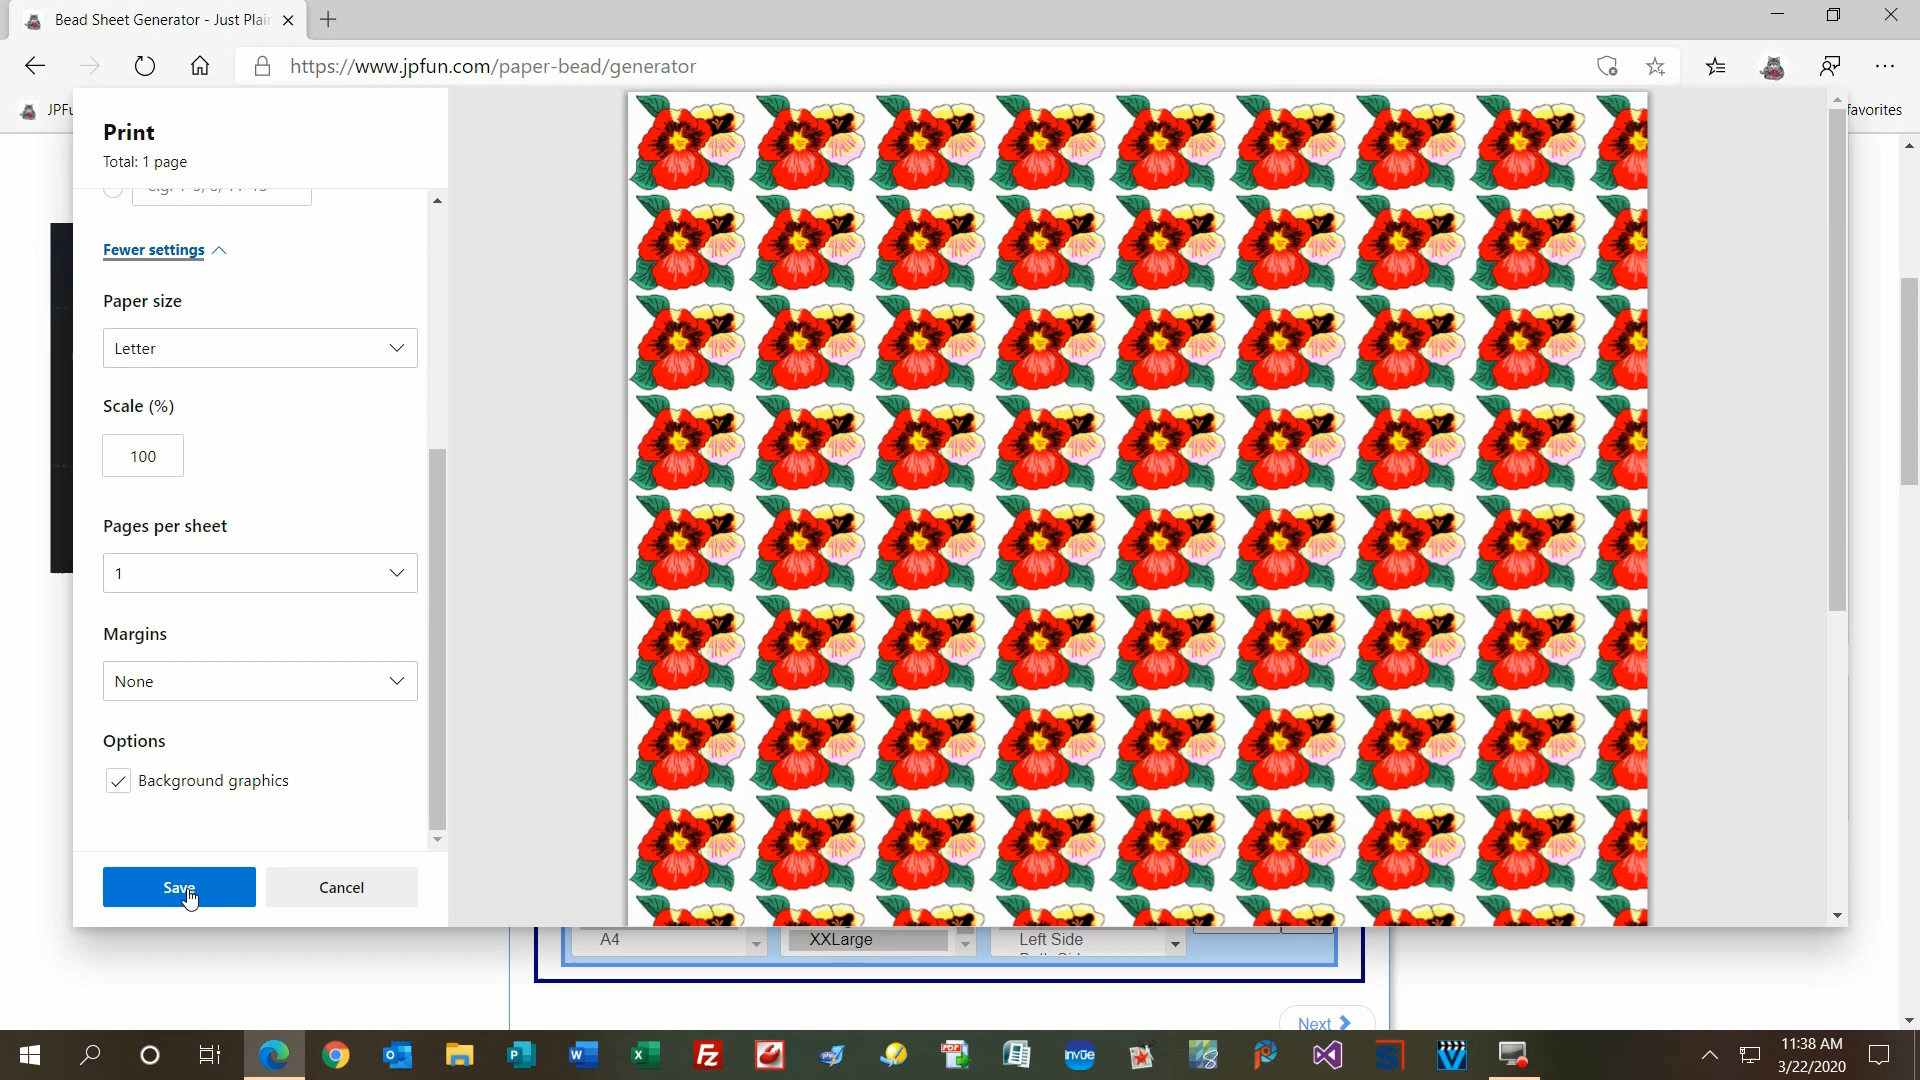 Bead Sheet Generator - Just Plai
https://www.jpfun.com/paper-bead/generator
JPFu
favorites
Print
Total: 1 page
Fewer settings
Paper size
Letter
Scale (%)
100
Pages per sheet
1
Margins
None
Options
Background graphics
Save
Cancel
A4
XXLarge
Left Side
Next
11:38 AM
3/22/2020